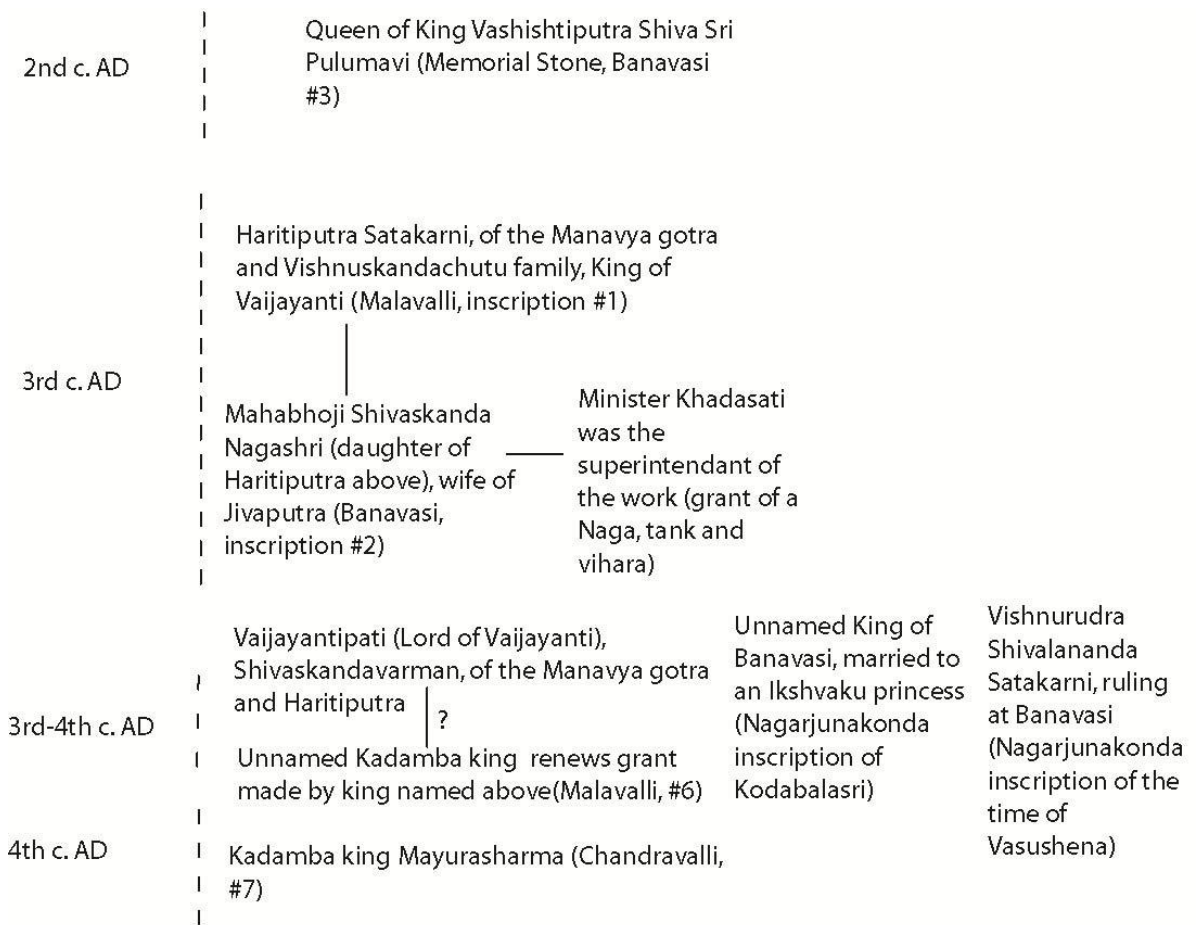 2nd c. AD
Queen of King Vashishtiputra Shiva Sri
Pulumavi (Memorial Stone, Banavasi
#3)
3rd c. AD
Haritiputra Satakarni, of the Manavya gotra
and Vishnuskandachutu family, King of
Vaijayanti (Malavalli, inscription #1)
Mahabhoji Shivaskanda
Nagashri (daughter of
Haritiputra above), wife of
Jivaputra (Banavasi,
inscription #2)
Minister Khadasati
was the
superintendant of
the work (grant of a
Naga, tank and
vihara)
3rd-4th c. AD
Vaijayantipati (Lord of Vaijayanti),
Shivaskandavarman, of the Manavya gotra
and Haritiputra
?
Unnamed Kadamba king renews grant
made by king named above(Malavalli, #6)
Unnamed King of
Banavasi, married to
an Ikshvaku princess
(Nagarjunakonda
inscription of
Kodabalasri)
Vishnurudra
Shivalananda
Satakarni, ruling
at Banavasi
(Nagarjunakonda
inscription of the
time of
Vasushena)
4th c. AD
Kadamba king Mayurasharma (Chandravalli,
#7)